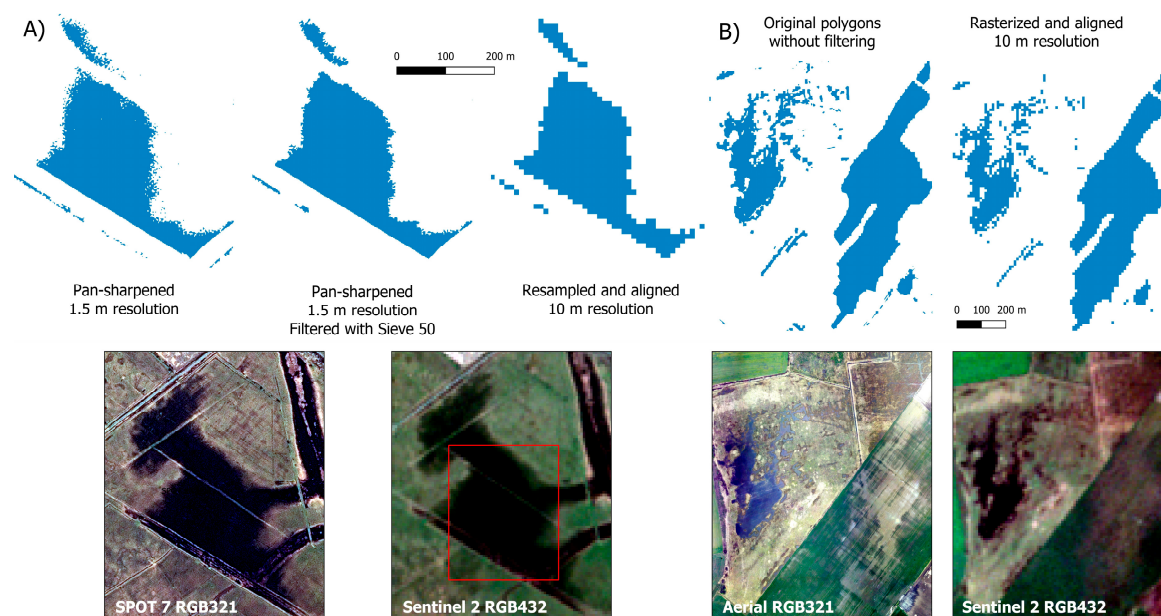 A)
0 100 200 m
Pan-sharpened
1.5 m resolution
Pan-sharpened
1.5 m resolution
Filtered with Sieve 50
Resampled and aligned
10 m resolution
B)
Original polygons
without filtering
Rasterized and aligned
10 m resolution
0 100 200 m
SPOT 7 RGB321
Sentinel 2 RGB432
Aerial RGB321
Sentinel 2 RGB432